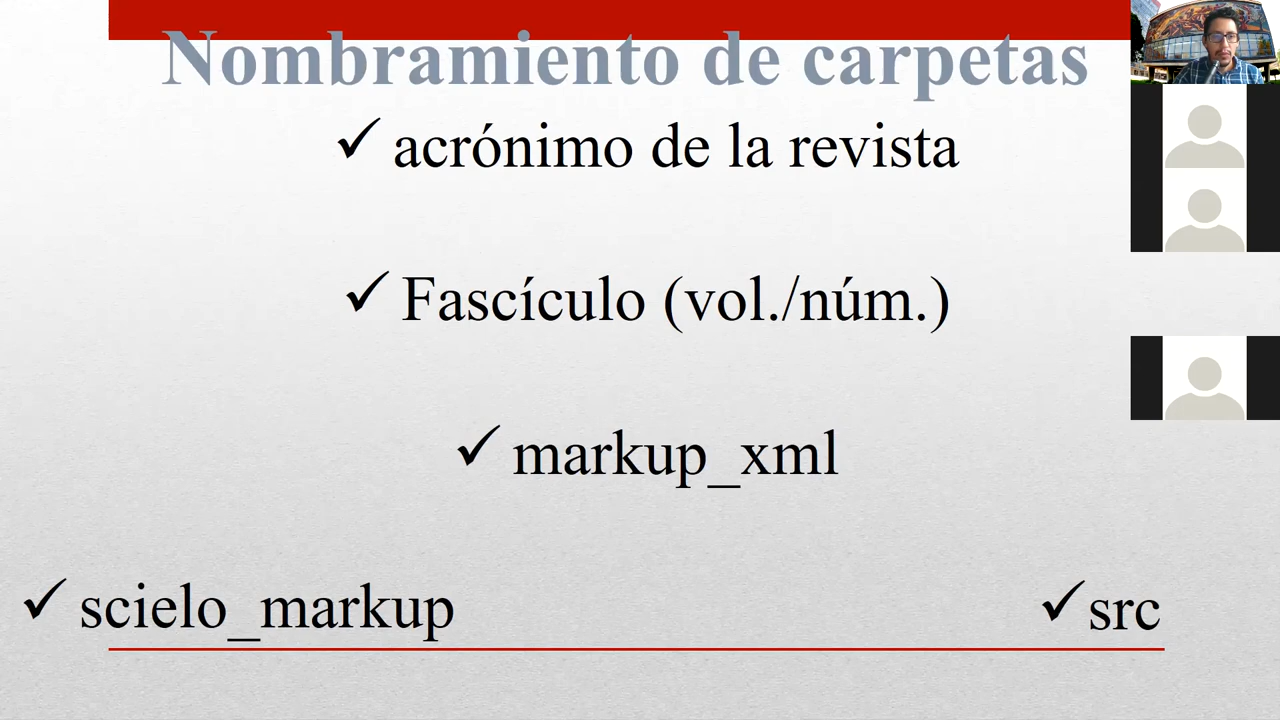 Nombramiento de carpetas
✓ acrónimo de la revista
✓ Fascículo (vol./núm.)
✓ markup_xml
✓ scielo_markup
✓ src